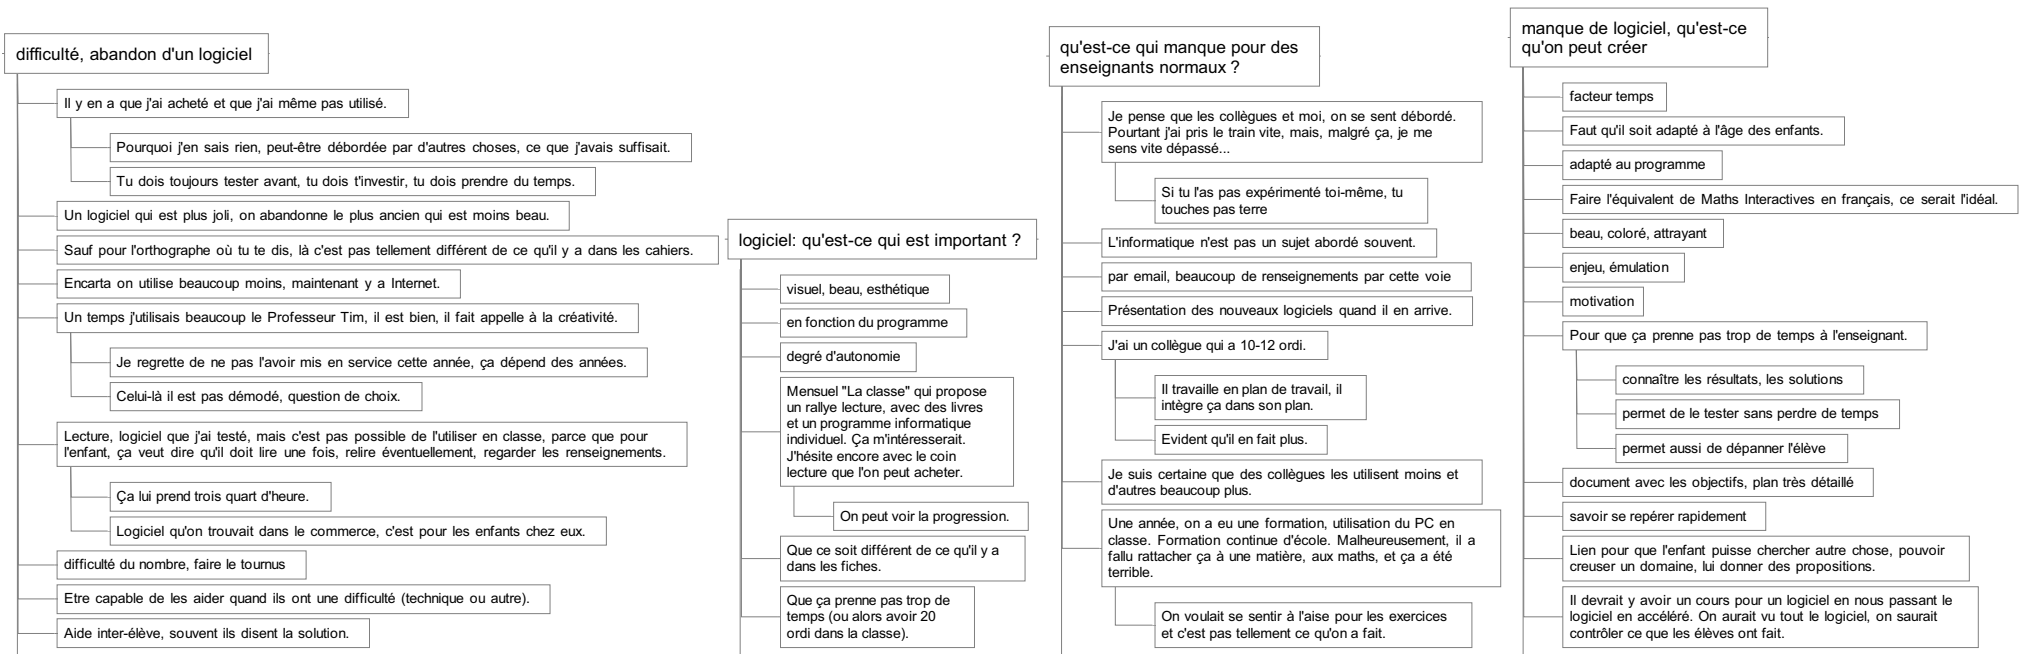 difficulté, abandon d'un logiciel
Il y en a que j'ai acheté et que j'ai même pas utilisé.
Pourquoi j'en sais rien, peut-être débordée par d'autres choses, ce que j'avais suffisait.
Tu dois toujours tester avant, tu dois t'investir, tu dois prendre du temps.
Un logiciel qui est plus joli, on abandonne le plus ancien qui est moins beau.
Sauf pour l'orthographe où tu te dis, là c'est pas tellement différent de ce qu'il y a dans les cahiers.
Encarta on utilise beaucoup moins, maintenant y a Internet.
Un temps j'utilisais beaucoup le Professeur Tim, il est bien, il fait appelle à la créativité.
Je regrette de ne pas l'avoir mis en service cette année, ça dépend des années.
Celui-là il est pas démodé, question de choix.
Lecture, logiciel que j'ai testé, mais c'est pas possible de l'utiliser en classe, parce que pour
l'enfant, ça veut dire qu'il doit lire une fois, relire éventuellement, regarder les renseignements.
Ça lui prend trois quart d'heure.
Logiciel qu'on trouvait dans le commerce, c'est pour les enfants chez eux.
difficulté du nombre, faire le tournus
Etre capable de les aider quand ils ont une difficulté (technique ou autre).
Aide inter-élève, souvent ils disent la solution.
logiciel: qu'est-ce qui est important ?
visuel, beau, esthétique
en fonction du programme
degré d'autonomie
Mensuel "La classe" qui propose
un rallye lecture, avec des livres
et un programme informatique
individuel. Ça m'intéresserait.
J'hésite encore avec le coin
lecture que l'on peut acheter.
On peut voir la progression.
Que ce soit différent de ce qu'il y a
dans les fiches.
Que ça prenne pas trop de
temps (ou alors avoir 20
ordi dans la classe).
qu'est-ce qui manque pour des
enseignants normaux ?
Je pense que les collègues et moi, on se sent débordé.
Pourtant j'ai pris le train vite, mais, malgré ça, je me
sens vite dépassé...
Si tu l'as pas expérimenté toi-même, tu
touches pas terre
L'informatique n'est pas un sujet abordé souvent.
par email, beaucoup de renseignements par cette voie
Présentation des nouveaux logiciels quand il en arrive.
J'ai un collègue qui a 10-12 ordi.
Il travaille en plan de travail, il
intègre ça dans son plan.
Evident qu'il en fait plus.
Je suis certaine que des collègues les utilisent moins et
d'autres beaucoup plus.
Une année, on a eu une formation, utilisation du PC en
classe. Formation continue d'école. Malheureusement, il a
fallu rattacher ça à une matière, aux maths, et ça a été
terrible.
On voulait se sentir à l'aise pour les exercices
et c'est pas tellement ce qu'on a fait.
manque de logiciel, qu'est-ce
qu'on peut créer
facteur temps
Faut qu'il soit adapté à l'âge des enfants.
adapté au programme
Faire l'équivalent de Maths Interactives en français, ce serait l'idéal.
beau, coloré, attrayant
enjeu, émulation
motivation
Pour que ça prenne pas trop de temps à l'enseignant.
connaître les résultats, les solutions
permet de le tester sans perdre de temps
permet aussi de dépanner l'élève
document avec les objectifs, plan très détaillé
savoir se repérer rapidement
Lien pour que l'enfant puisse chercher autre chose, pouvoir
creuser un domaine, lui donner des propositions.
Il devrait y avoir un cours pour un logiciel en nous passant le
logiciel en accéléré. On aurait vu tout le logiciel, on saurait
contrôler ce que les élèves ont fait.